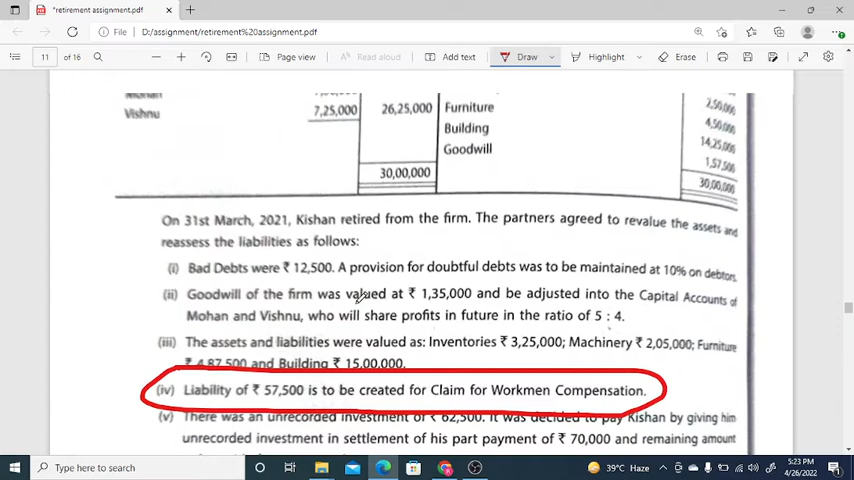 *retirement assignment.pdf
File
D:/assignment/retirement%20assignment.pdf
11 of 16
Page view
Read aloud
Add text
Draw
Highlight
Erase
Furniture 2,50,000
Vishnu 7,25,000 26,25,000 Building 4,50,000
Goodwill 14,25,000
1,57,500
30,00,000 30,00,000
On 31st March, 2021, Kishan retired from the firm. The partners agreed to revalue the assets and
reassess the liabilities as follows:
(i) Bad Debts were ₹ 12,500. A provision for doubtful debts was to be maintained at 10% on debtors.
(ii) Goodwill of the firm was valued at ₹ 1,35,000 and be adjusted into the Capital Accounts of
Mohan and Vishnu, who will share profits in future in the ratio of 5 : 4.
(iii) The assets and liabilities were valued as: Inventories ₹ 3,25,000; Machinery ₹ 2,05,000; Furniture
₹ 4,87,500 and Building ₹ 15,00,000.
(iv) Liability of ₹ 57,500 is to be created for Claim for Workmen Compensation.
(v) There was an unrecorded investment of ₹ 62,500. It was decided to pay Kishan by giving him
unrecorded investment in settlement of his part payment of ₹ 70,000 and remaining amount
Type here to search
39°C Haze
5:23 PM
4/26/2022